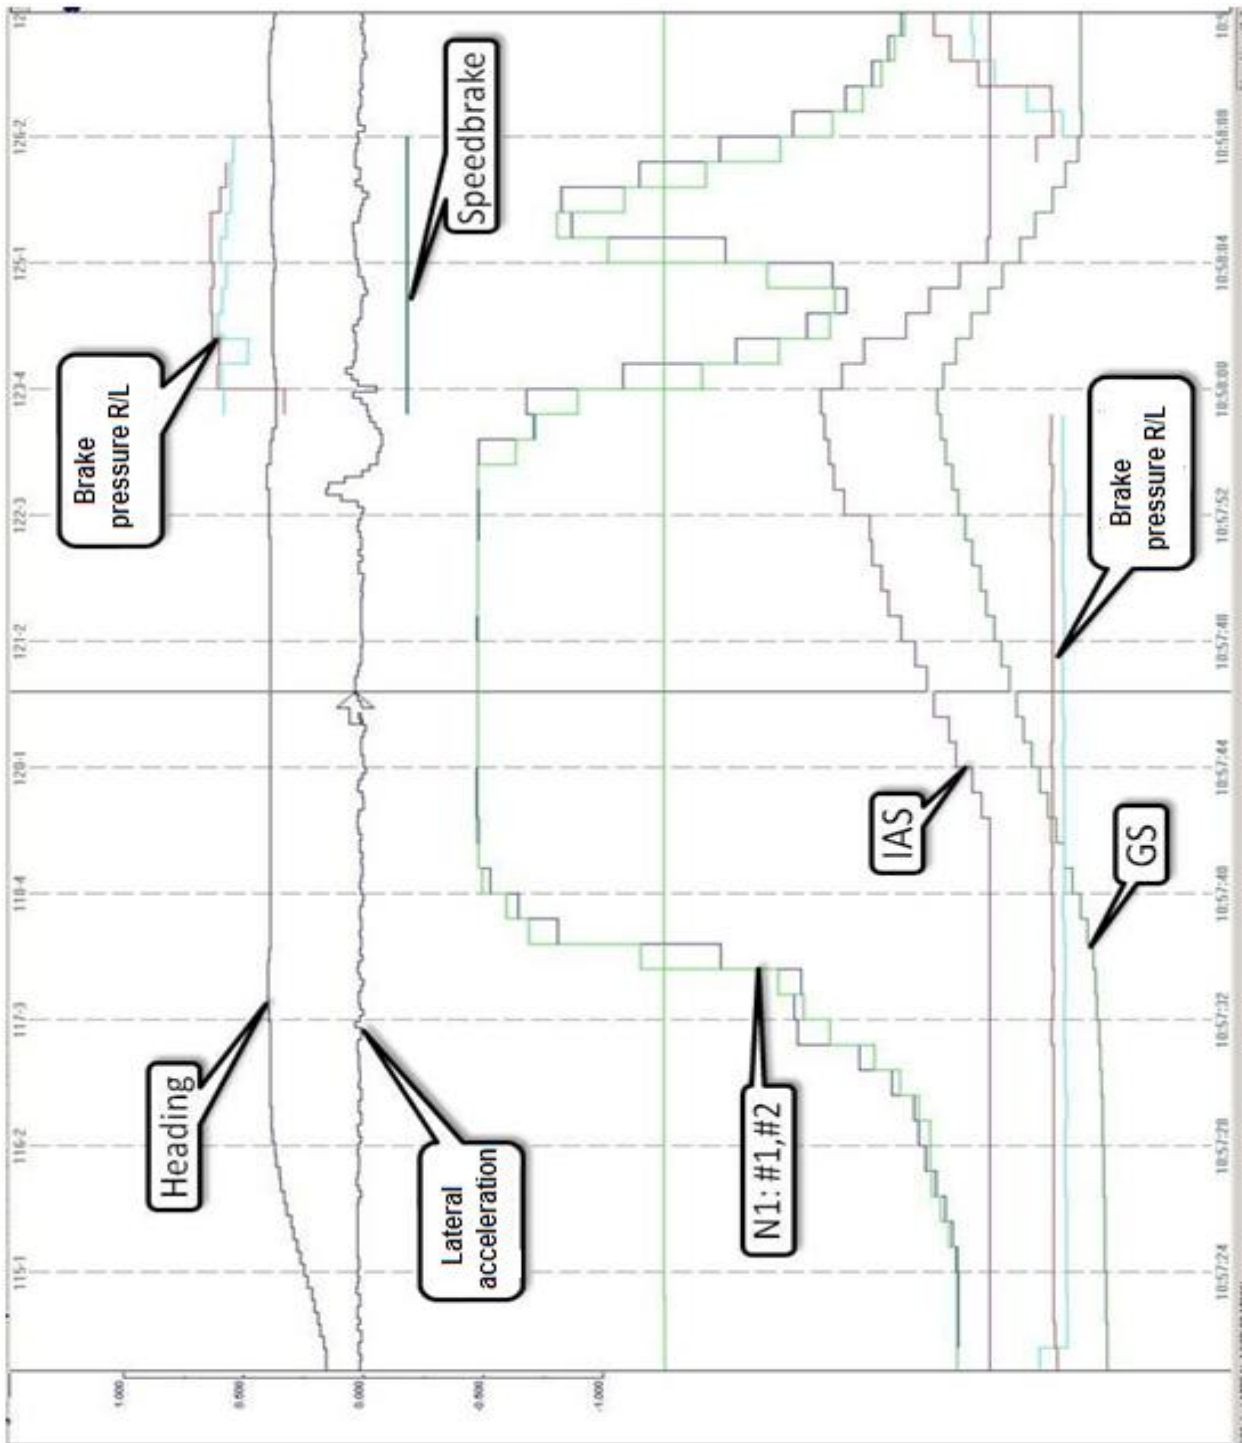 115-1 116-2 117-3 118-4 120-1 121-2 122-3 123-4 125-1 126-2
Brake
pressure R/L
Heading
1.000
0.500
0.000
-0.500
-1.000
Lateral
acceleration
Speedbrake
N1: #1,#2
IAS
GS
Brake
pressure R/L
10:57:24 10:57:28 10:57:32 10:57:40 10:57:44 10:57:48 10:57:52 10:58:00 10:58:04 10:58:08